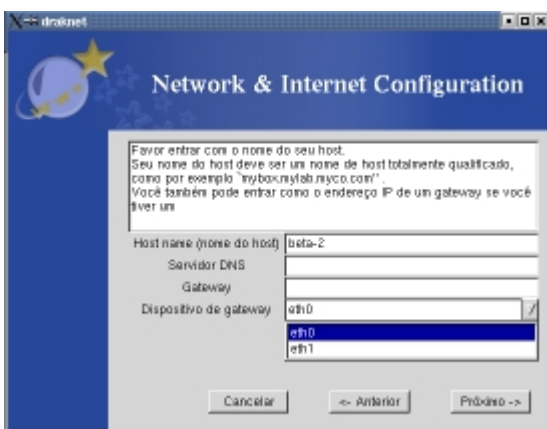 draknet
Network & Internet Configuration
Favor entrar com o nome do seu host.
Seu nome do host deve ser um nome de host totalmente qualificado,
como por exemplo ``mybox.mylab.myco.com'' .
Você também pode entrar como o endereço IP de um gateway se você
tiver um
Host name (nome do host) beta-2
Servidor DNS
Gateway
Dispositivo de gateway eth0
eth0
eth1
Cancelar <- Anterior Próximo ->